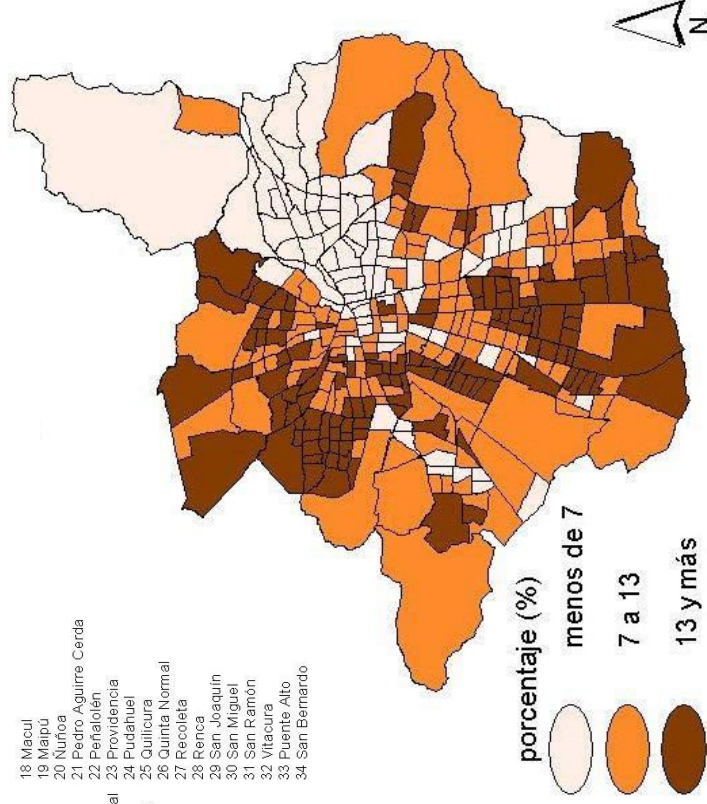 18 Macul
19 Maipú
20 Ñuñoa
21 Pedro Aguirre Cerda
22 Peñalolén
al 23 Providencia
24 Pudahuel
25 Quilicura
26 Quinta Normal
27 Recoleta
28 Renca
29 San Joaquín
30 San Miguel
31 San Ramón
32 Vitacura
33 Puente Alto
34 San Bernardo
porcentaje (%)
menos de 7
7 a 13
13 y más
N